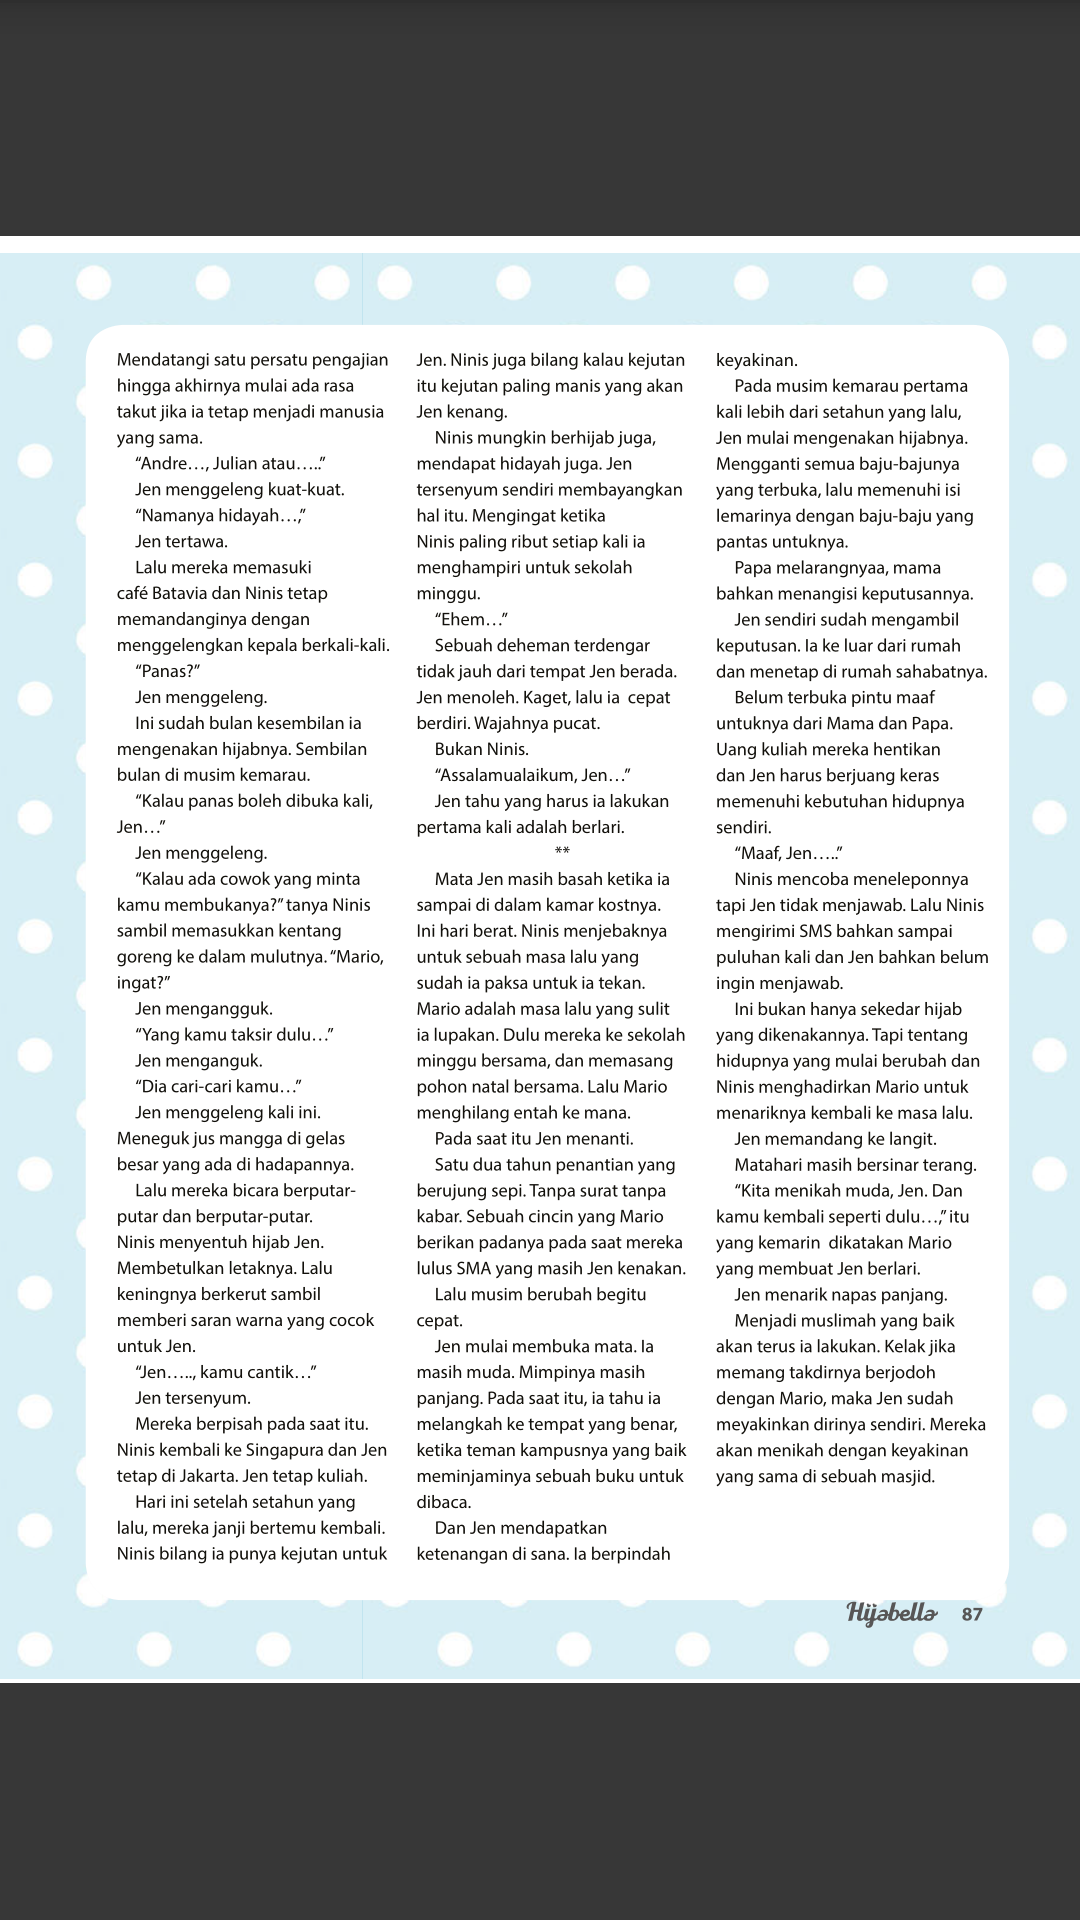 Mendatangi satu persatu pengajian
hingga akhirnya mulai ada rasa
takut jika ia tetap menjadi manusia
yang sama.
“Andre…, Julian atau…..”
Jen menggeleng kuat-kuat.
“Namanya hidayah…,”
Jen tertawa.
Lalu mereka memasuki
café Batavia dan Ninis tetap
memandanginya dengan
menggelengkan kepala berkali-kali.
“Panas?”
Jen menggeleng.
Ini sudah bulan kesembilan ia
mengenakan hijabnya. Sembilan
bulan di musim kemarau.
“Kalau panas boleh dibuka kali,
Jen…”
Jen menggeleng.
“Kalau ada cowok yang minta
kamu membukanya?” tanya Ninis
sambil memasukkan kentang
goreng ke dalam mulutnya. “Mario,
ingat?”
Jen mengangguk.
“Yang kamu taksir dulu…”
Jen menganguk.
“Dia cari-cari kamu…”
Jen menggeleng kali ini.
Meneguk jus mangga di gelas
besar yang ada di hadapannya.
Lalu mereka bicara berputar-
putar dan berputar-putar.
Ninis menyentuh hijab Jen.
Membetulkan letaknya. Lalu
keningnya berkerut sambil
memberi saran warna yang cocok
untuk Jen.
“Jen….., kamu cantik…”
Jen tersenyum.
Mereka berpisah pada saat itu.
Ninis kembali ke Singapura dan Jen
tetap di Jakarta. Jen tetap kuliah.
Hari ini setelah setahun yang
lalu, mereka janji bertemu kembali.
Ninis bilang ia punya kejutan untuk
Jen. Ninis juga bilang kalau kejutan
itu kejutan paling manis yang akan
Jen kenang.
Ninis mungkin berhijab juga,
mendapat hidayah juga. Jen
tersenyum sendiri membayangkan
hal itu. Mengingat ketika
Ninis paling ribut setiap kali ia
menghampiri untuk sekolah
minggu.
“Ehem…”
Sebuah deheman terdengar
tidak jauh dari tempat Jen berada.
Jen menoleh. Kaget, lalu ia  cepat
berdiri. Wajahnya pucat.
Bukan Ninis.
“Assalamualaikum, Jen…”
Jen tahu yang harus ia lakukan
pertama kali adalah berlari.
**
Mata Jen masih basah ketika ia
sampai di dalam kamar kostnya.
Ini hari berat. Ninis menjebaknya
untuk sebuah masa lalu yang
sudah ia paksa untuk ia tekan.
Mario adalah masa lalu yang sulit
ia lupakan. Dulu mereka ke sekolah
minggu bersama, dan memasang
pohon natal bersama. Lalu Mario
menghilang entah ke mana.
Pada saat itu Jen menanti.
Satu dua tahun penantian yang
berujung sepi. Tanpa surat tanpa
kabar. Sebuah cincin yang Mario
berikan padanya pada saat mereka
lulus SMA yang masih Jen kenakan.
Lalu musim berubah begitu
cepat.
Jen mulai membuka mata. Ia
masih muda. Mimpinya masih
panjang. Pada saat itu, ia tahu ia
melangkah ke tempat yang benar,
ketika teman kampusnya yang baik
meminjaminya sebuah buku untuk
dibaca.
Dan Jen mendapatkan
ketenangan di sana. Ia berpindah
keyakinan.
Pada musim kemarau pertama
kali lebih dari setahun yang lalu,
Jen mulai mengenakan hijabnya.
Mengganti semua baju-bajunya
yang terbuka, lalu memenuhi isi
lemarinya dengan baju-baju yang
pantas untuknya.
Papa melarangnyaa, mama
bahkan menangisi keputusannya.
Jen sendiri sudah mengambil
keputusan. Ia ke luar dari rumah
dan menetap di rumah sahabatnya.
Belum terbuka pintu maaf
untuknya dari Mama dan Papa.
Uang kuliah mereka hentikan
dan Jen harus berjuang keras
memenuhi kebutuhan hidupnya
sendiri.
“Maaf, Jen…..”
Ninis mencoba meneleponnya
tapi Jen tidak menjawab. Lalu Ninis
mengirimi SMS bahkan sampai
puluhan kali dan Jen bahkan belum
ingin menjawab.
Ini bukan hanya sekedar hijab
yang dikenakannya. Tapi tentang
hidupnya yang mulai berubah dan
Ninis menghadirkan Mario untuk
menariknya kembali ke masa lalu.
Jen memandang ke langit.
Matahari masih bersinar terang.
“Kita menikah muda, Jen. Dan
kamu kembali seperti dulu…,” itu
yang kemarin  dikatakan Mario
yang membuat Jen berlari.
Jen menarik napas panjang.
Menjadi muslimah yang baik
akan terus ia lakukan. Kelak jika
memang takdirnya berjodoh
dengan Mario, maka Jen sudah
meyakinkan dirinya sendiri. Mereka
akan menikah dengan keyakinan
yang sama di sebuah masjid.
Hijabella 87